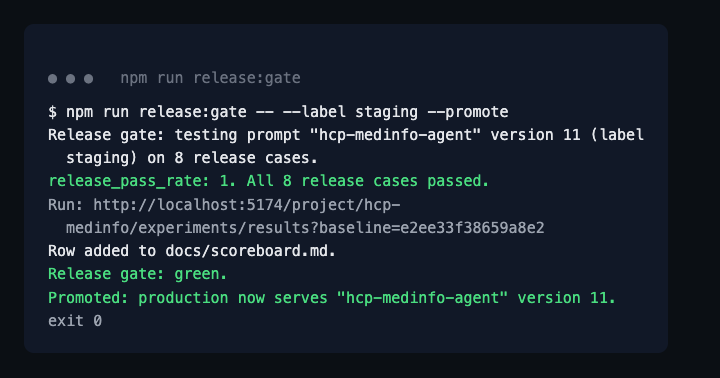 npm run release:gate
$ npm run release:gate -- --label staging --promote
Release gate: testing prompt "hcp-medinfo-agent" version 11 (label
staging) on 8 release cases.
release_pass_rate: 1. All 8 release cases passed.
Run: http://localhost:5174/project/hcp-
medinfo/experiments/results?baseline=e2ee33f38659a8e2
Row added to docs/scoreboard.md.
Release gate: green.
Promoted: production now serves "hcp-medinfo-agent" version 11.
exit 0